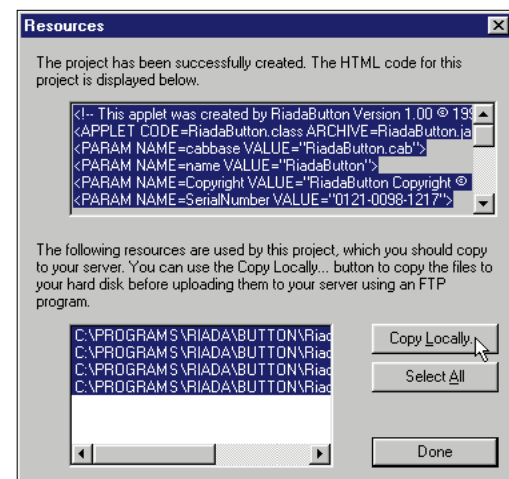 Resources
The project has been successfully created. The HTML code for this
project is displayed below.
<!-- This applet was created by RiadaButton Version 1.00 © 199
<APPLET CODE=RiadaButton.class ARCHIVE=RiadaButton.ja
<PARAM NAME=cabbase VALUE="RiadaButton.cab">
<PARAM NAME=name VALUE="RiadaButton">
<PARAM NAME=Copyright VALUE="RiadaButton Copyright ©
<PARAM NAME=SerialNumber VALUE="0121-0098-1217">
The following resources are used by this project, which you should copy
to your server. You can use the Copy Locally... button to copy the files to
your hard disk before uploading them to your server using an FTP
program.
C:\PROGRAMS\RIADA\BUTTON\Riad
C:\PROGRAMS\RIADA\BUTTON\Riad
C:\PROGRAMS\RIADA\BUTTON\Riad
C:\PROGRAMS\RIADA\BUTTON\Riad
Copy Locally...
Select All
Done